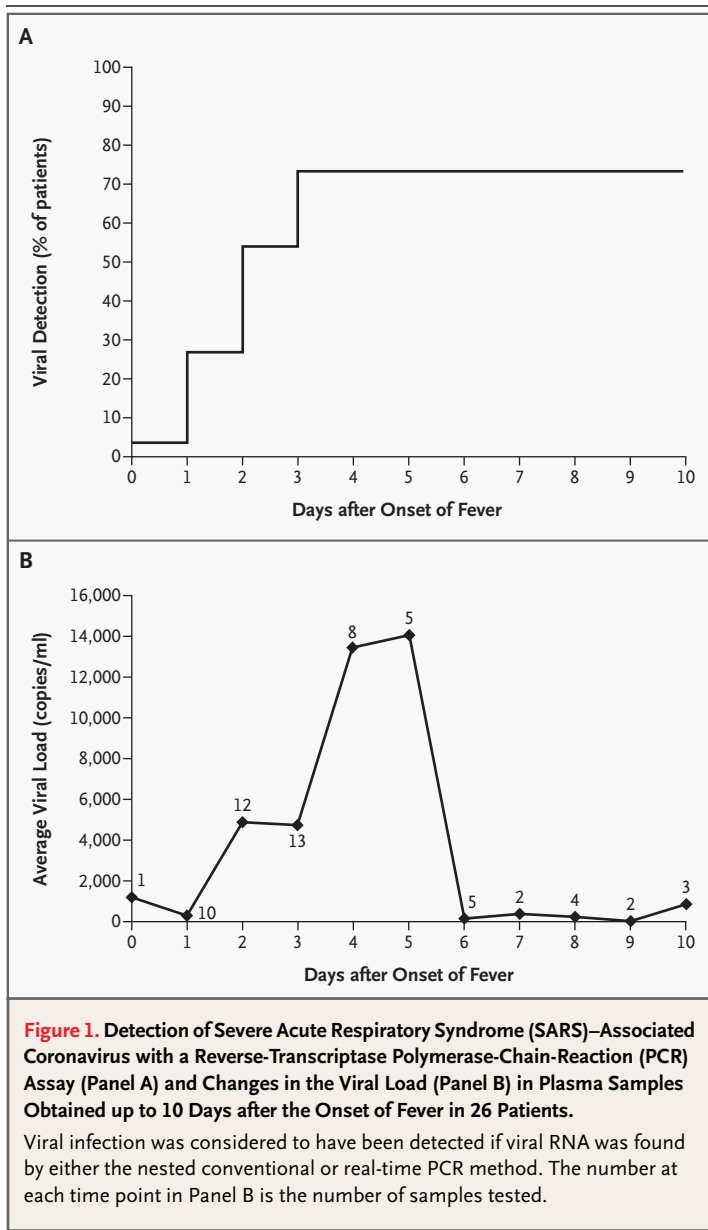 A
100
90
80
70
60
50
40
30
20
10
0
Viral Detection (% of patients)
0 1 2 3 4 5 6 7 8 9 10
Days after Onset of Fever
B
16,000
14,000
12,000
10,000
8,000
6,000
4,000
2,000
0
Average Viral Load (copies/ml)
1
10
12
13
8
5
5
2
4
2
3
0 1 2 3 4 5 6 7 8 9 10
Days after Onset of Fever
Figure 1. Detection of Severe Acute Respiratory Syndrome (SARS)–Associated
Coronavirus with a Reverse-Transcriptase Polymerase-Chain-Reaction (PCR)
Assay (Panel A) and Changes in the Viral Load (Panel B) in Plasma Samples
Obtained up to 10 Days after the Onset of Fever in 26 Patients.
Viral infection was considered to have been detected if viral RNA was found
by either the nested conventional or real-time PCR method. The number at
each time point in Panel B is the number of samples tested.